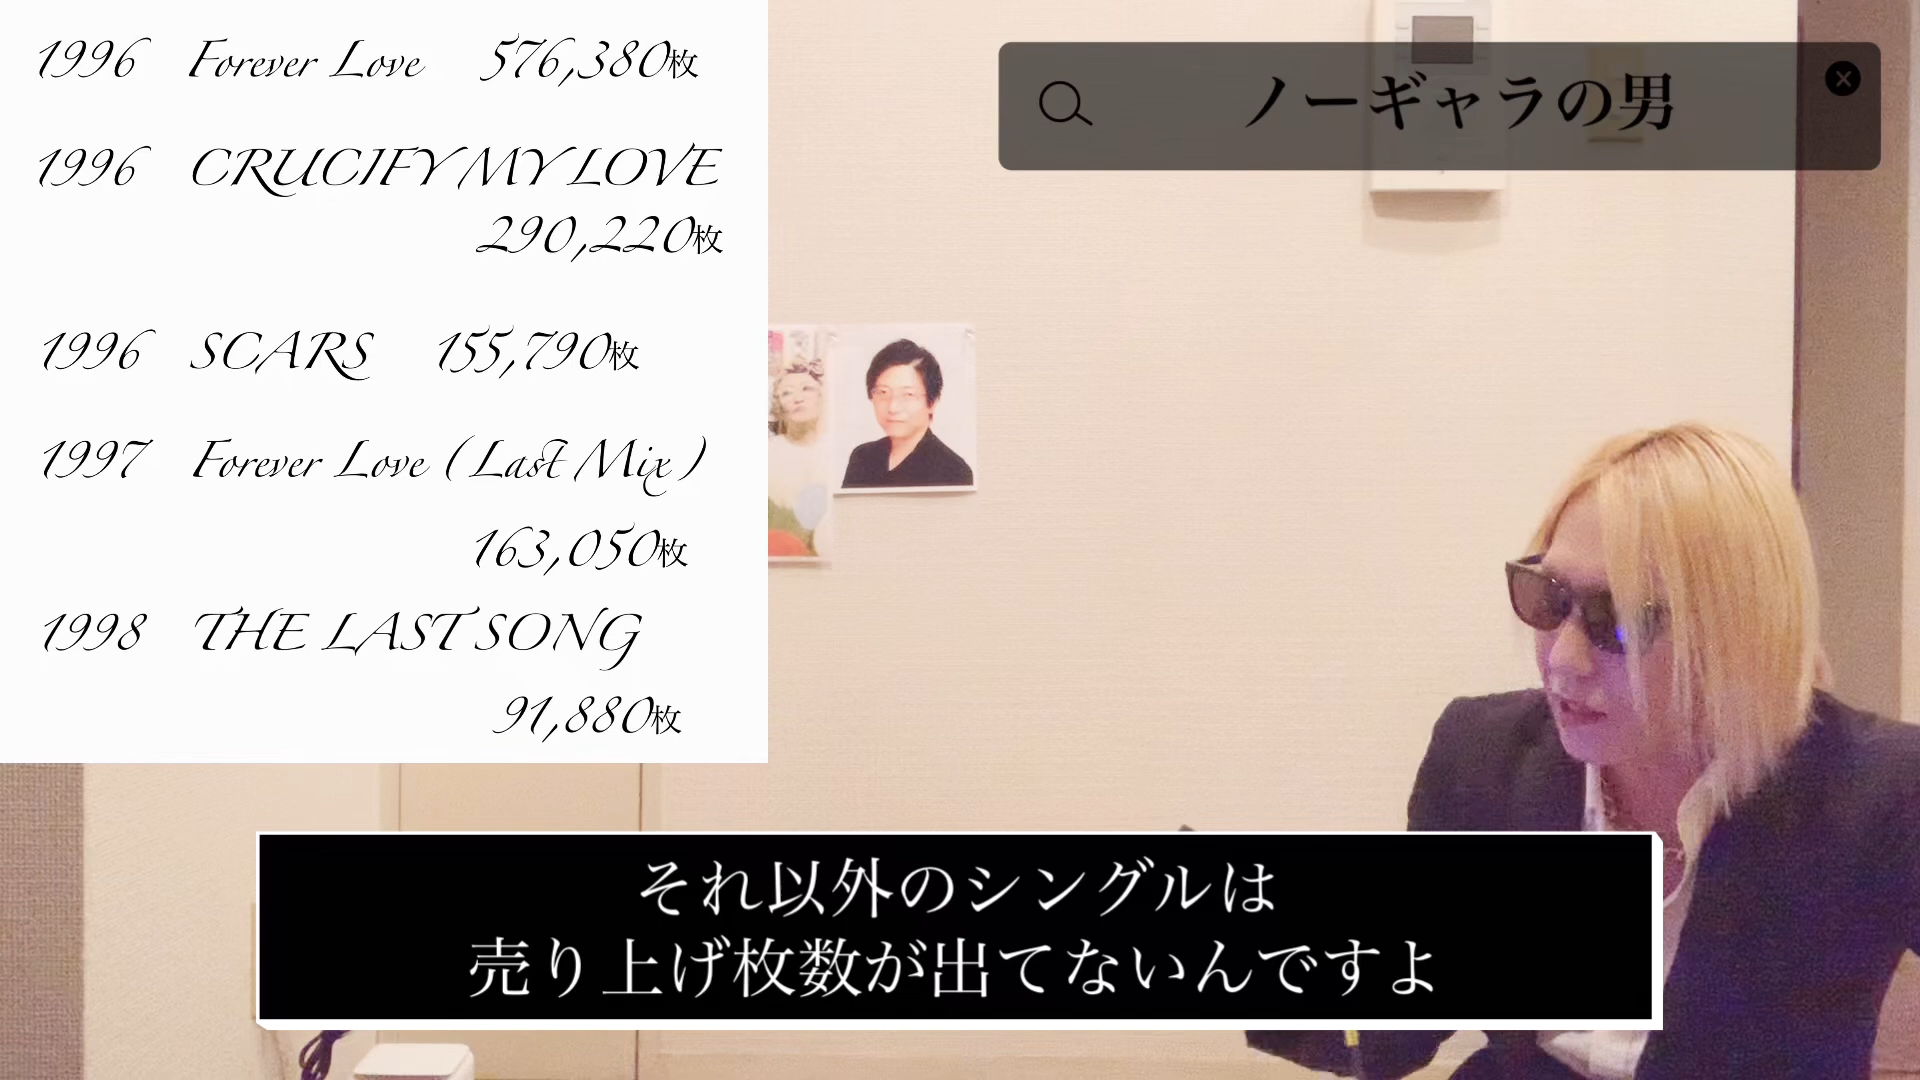 1996 Forever Love 576,380枚
1996 CRUCIFY MY LOVE
290,220枚
1996 SCARS 155,790枚
1997 Forever Love (Last Mix)
163,050枚
1998 THE LAST SONG
91,880枚
ノーギャラの男
それ以外のシングルは
売り上げ枚数が出てないんですよ